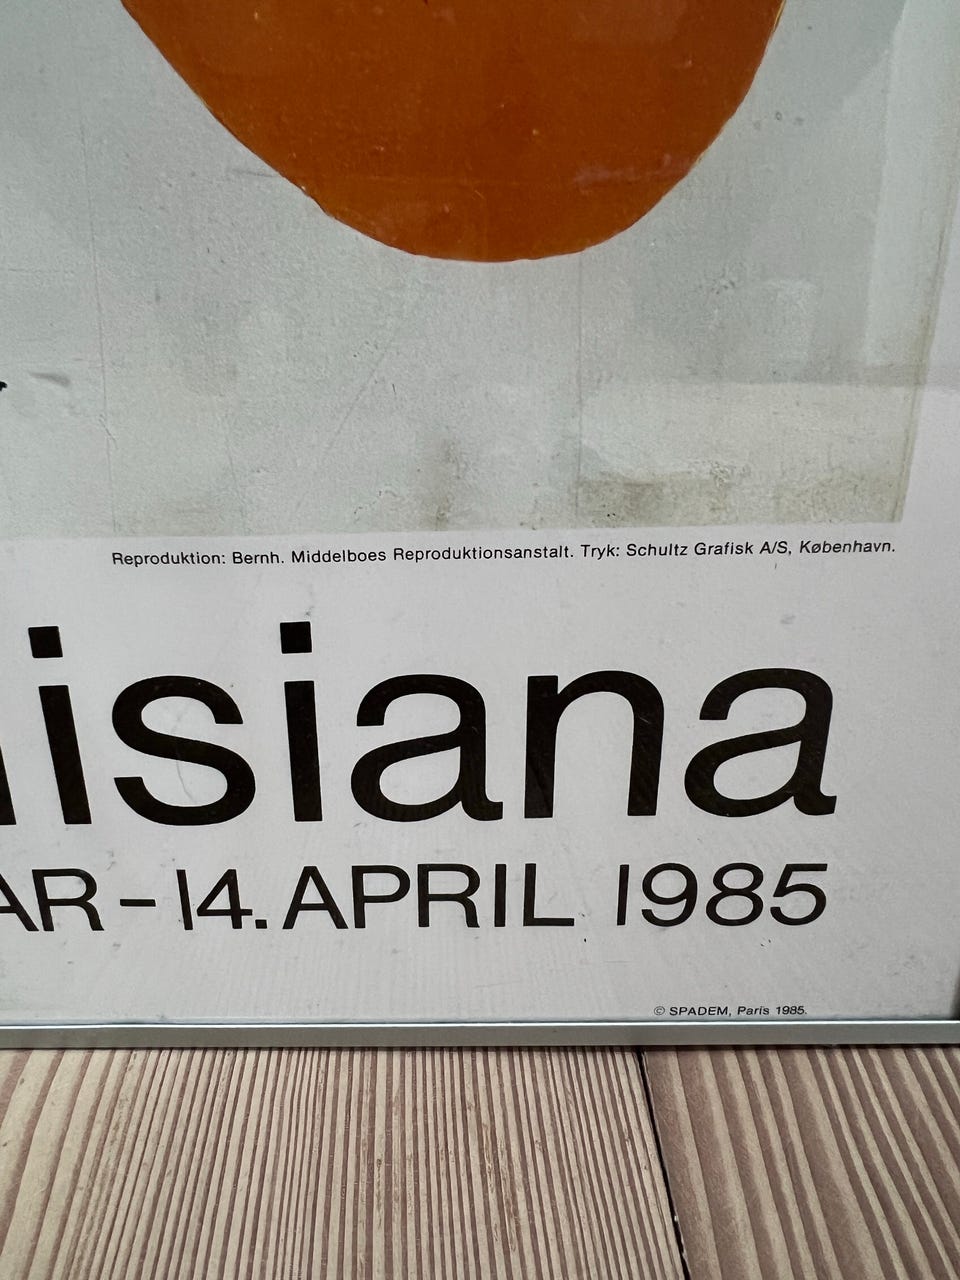 Reproduktion: Bernh. Middelboes Reproduktionsanstalt. Tryk: Schultz Grafisk A/S, København.
isiana
AR – 14. APRIL 1985
© SPADEM, Paris 1985.